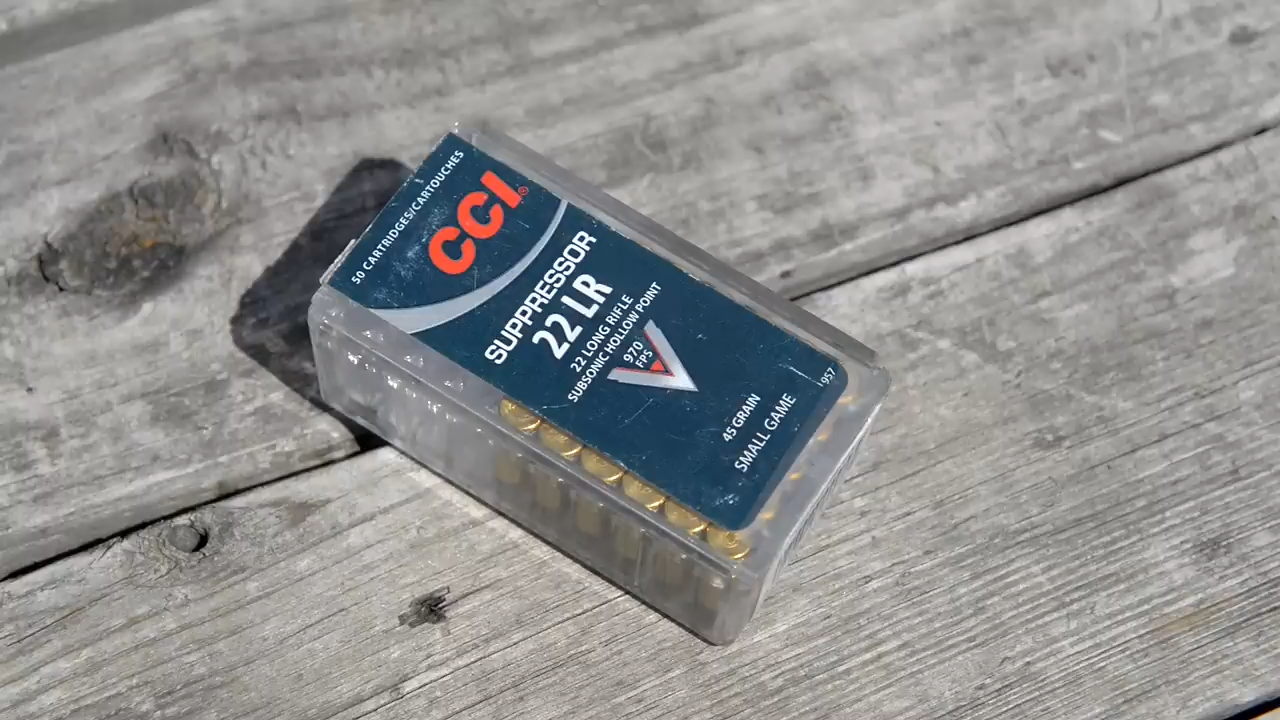 50 CARTRIDGES/CARTOUCHES
CCI®
SUPPRESSOR
22 LR
22 LONG RIFLE
SUBSONIC HOLLOW POINT
970
FPS
45 GRAIN
SMALL GAME
1957